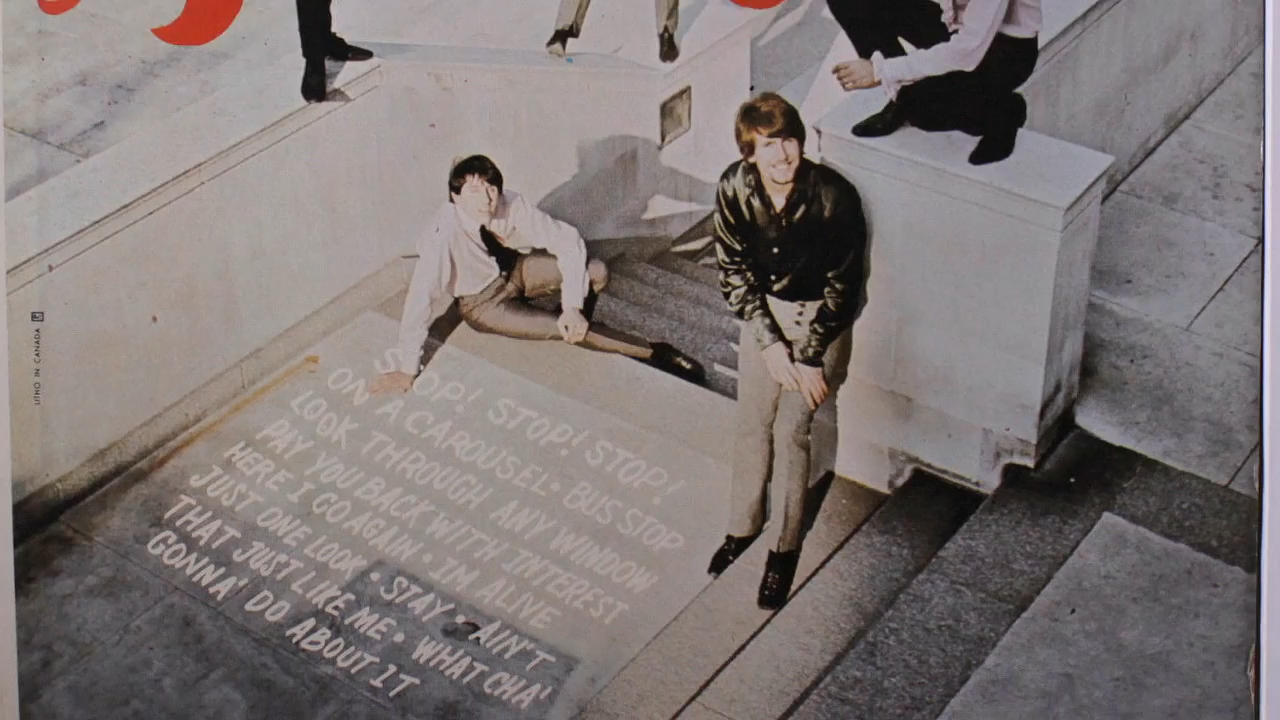 STOP! STOP! STOP!
ON A CAROUSEL • BUS STOP
LOOK THROUGH ANY WINDOW
PAY YOU BACK WITH INTEREST
HERE I GO AGAIN • IM ALIVE
JUST ONE LOOK • STAY • AIN'T
THAT JUST LIKE ME • WHAT CHA'
GONNA' DO ABOUT IT
LITHO IN CANADA